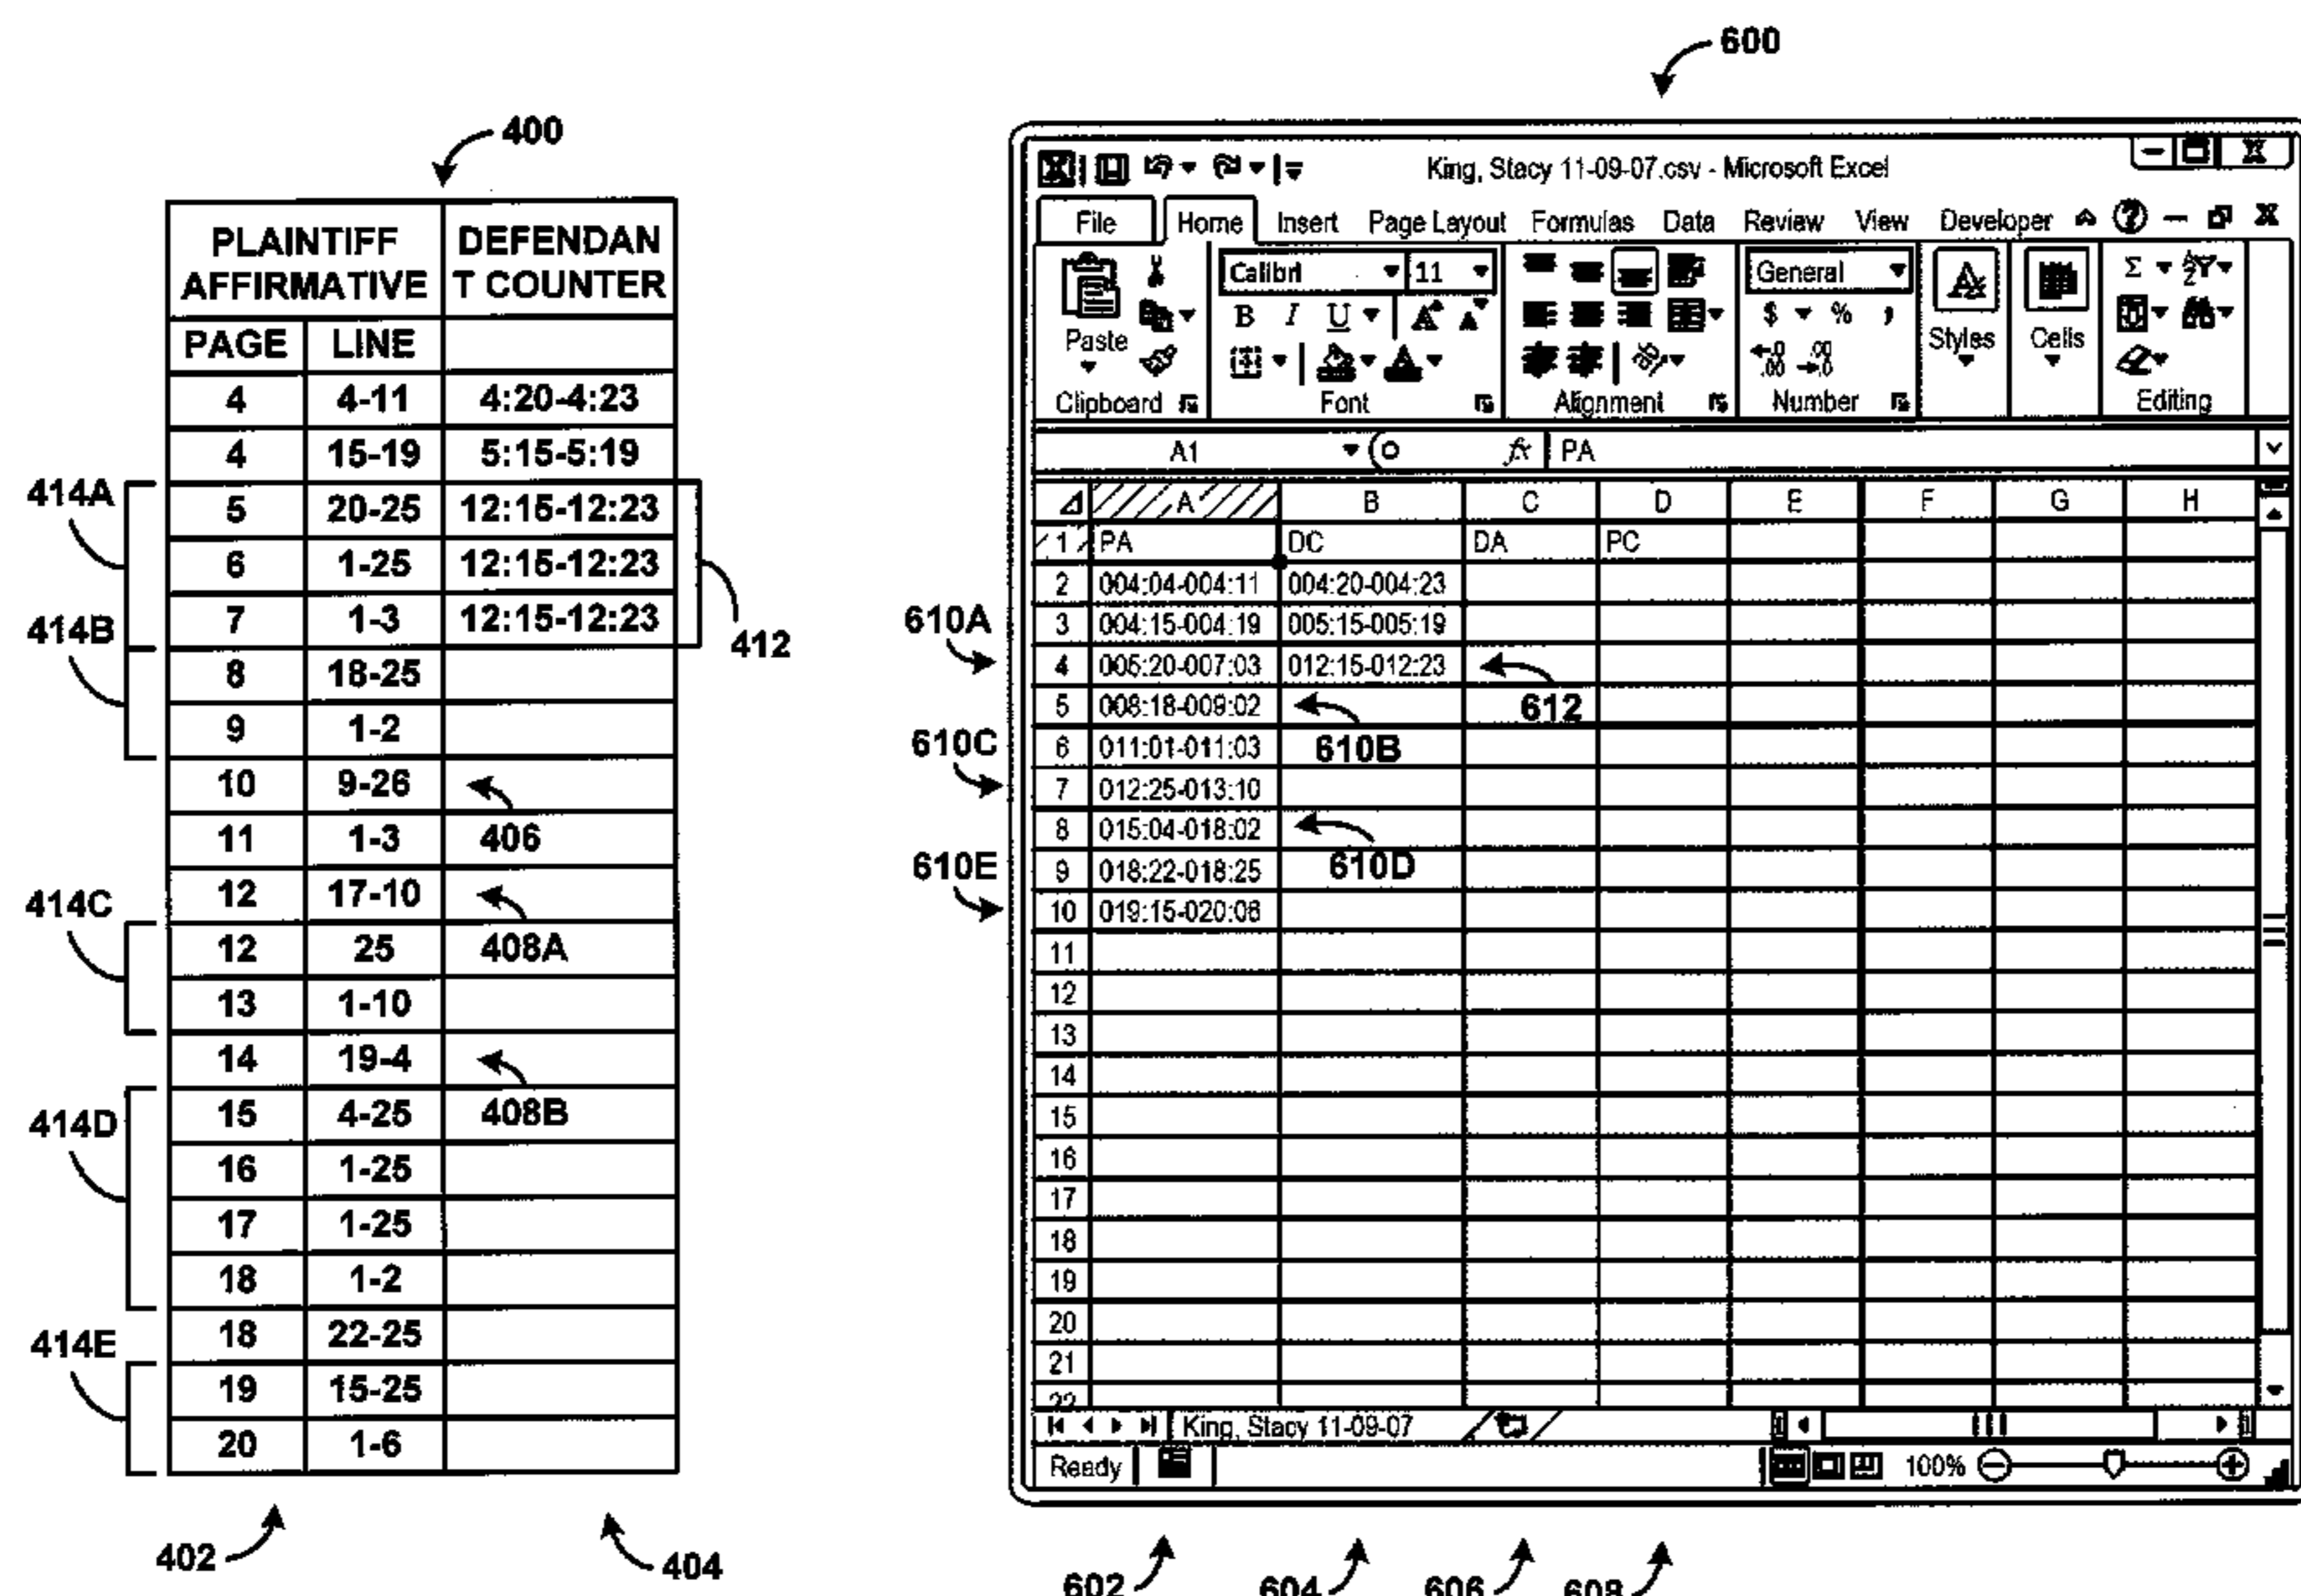 400
PLAINTIFF AFFIRMATIVE DEFENDAN T COUNTER
PAGE LINE
4 4-11 4:20-4:23
4 15-19 5:15-5:19
414A
5 20-25 12:15-12:23
6 1-25 12:15-12:23
7 1-3 12:15-12:23
412
414B
8 18-25
9 1-2
10 9-26
406
11 1-3
12 17-10
408A
414C
12 25
13 1-10
14 19-4
408B
414D
15 4-25
16 1-25
17 1-25
18 1-2
18 22-25
414E
19 15-25
20 1-6
402 404
600
King, Stacy 11-09-07.csv - Microsoft Excel
File Home Insert Page Layout Formulas Data Review View Developer
Paste
Clipboard
Calibri 11
B I U A A
A
Font
Alignment
General
$ % ,
Number
Styles
Cells
Σ
Editing
A1 fx PA
A B C D E F G H
1 PA DC DA PC
2 004:04-004:11 004:20-004:23
3 004:15-004:19 005:15-005:19
4 005:20-007:03 012:15-012:23
5 008:18-009:02
6 011:01-011:03
7 012:25-013:10
8 015:04-018:02
9 018:22-018:25
10 019:15-020:06
11
12
13
14
15
16
17
18
19
20
21
22
610A
612
610B
610C
610D
610E
King, Stacy 11-09-07
Ready 100%
602 604 606 608